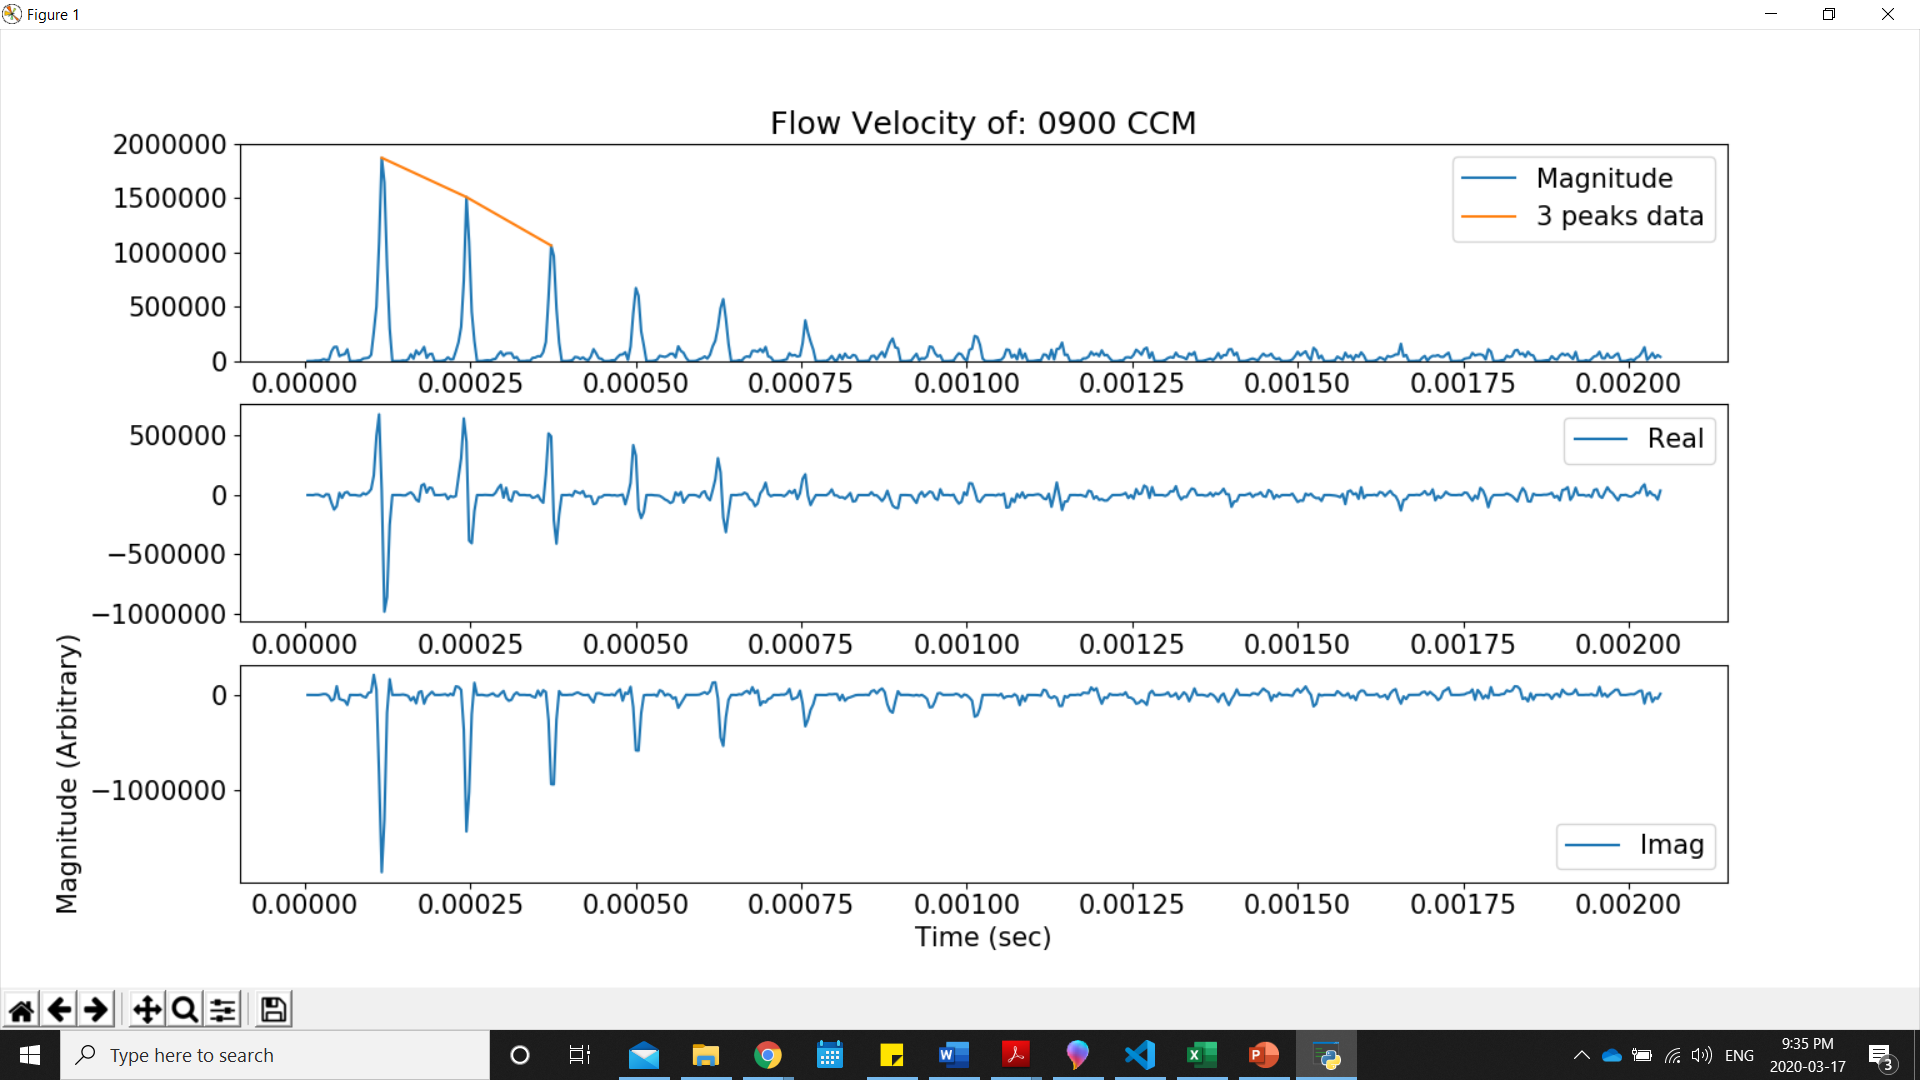 Figure 1
Flow Velocity of: 0900 CCM
2000000
1500000
1000000
500000
0
Magnitude
3 peaks data
0.00000 0.00025 0.00050 0.00075 0.00100 0.00125 0.00150 0.00175 0.00200
500000
0
−500000
−1000000
Real
0.00000 0.00025 0.00050 0.00075 0.00100 0.00125 0.00150 0.00175 0.00200
Magnitude (Arbitrary)
0
−1000000
Imag
0.00000 0.00025 0.00050 0.00075 0.00100 0.00125 0.00150 0.00175 0.00200
Time (sec)
Type here to search
ENG
9:35 PM
2020-03-17
3